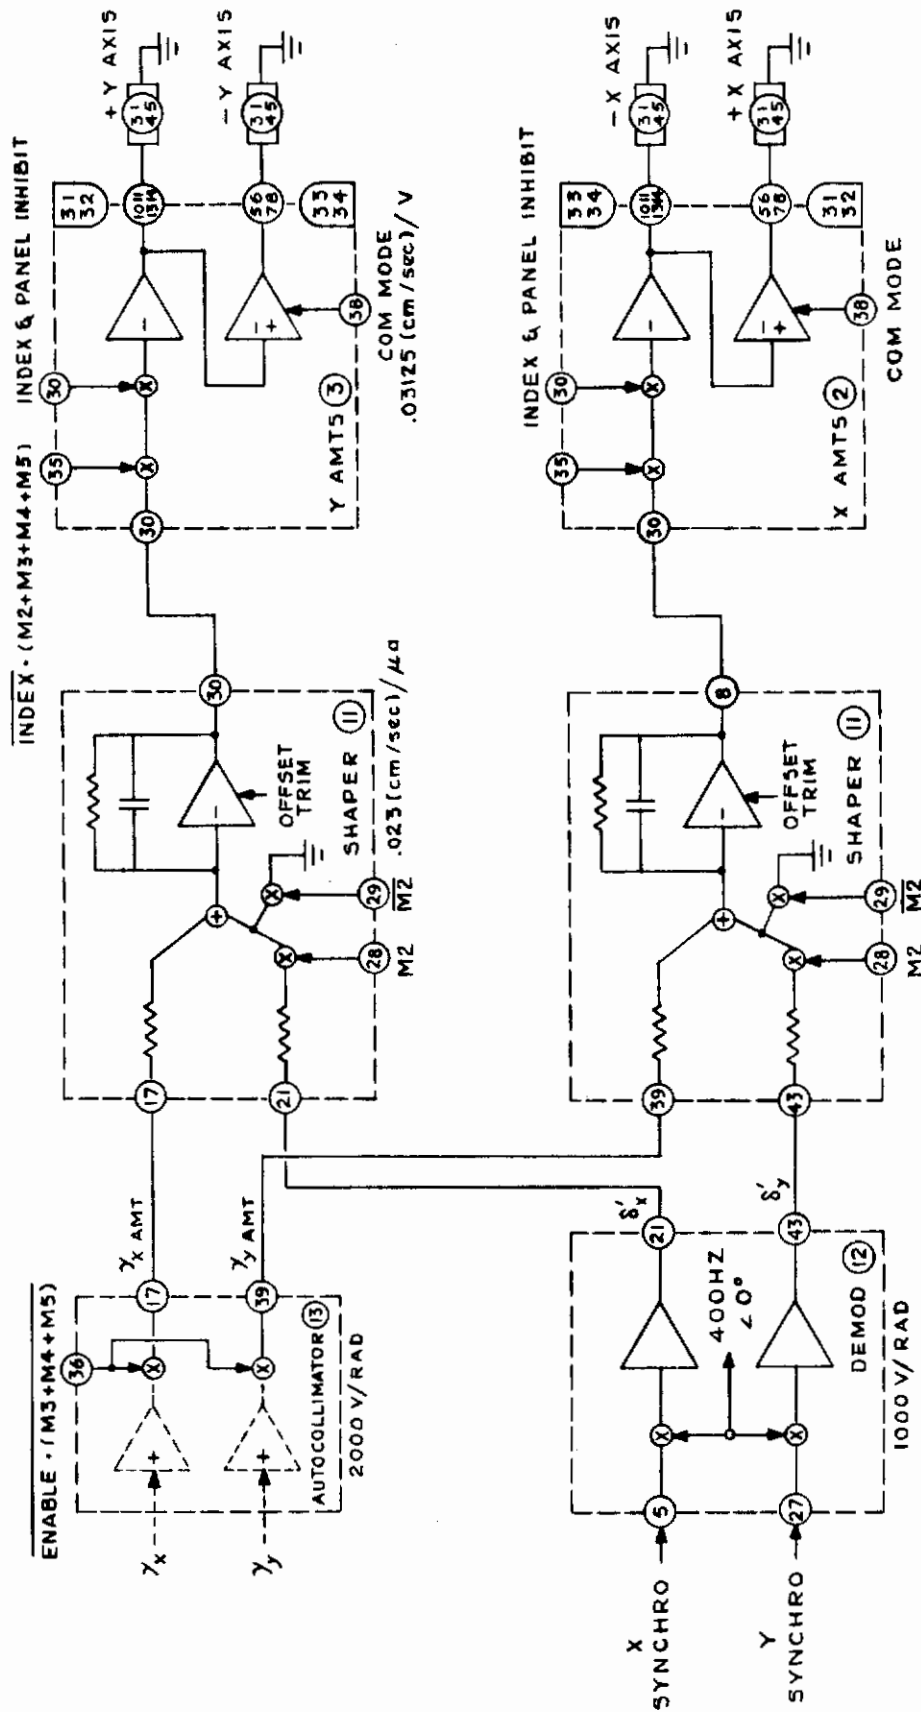 ENABLE · (M3+M4+M5)
36
γx
17
γx AMT
γy
39
γy AMT
AUTOCOLLIMATOR 13
2000 V/RAD
X
SYNCHRO
5
21
δ'x
400HZ
∠0°
Y
SYNCHRO
27
43
δ'y
DEMOD 12
1000 V/RAD
17
21
30
OFFSET
TRIM
SHAPER 11
.023 (cm/sec)/μa
28
29
M2
M2
39
43
8
OFFSET
TRIM
SHAPER 11
28
29
M2
M2
INDEX · (M2+M3+M4+M5)
INDEX & PANEL INHIBIT
35
30
30
31
32
1011
1314
31
45
+ Y AXIS
56
78
31
45
- Y AXIS
33
34
Y AMTS 3
38
COM MODE
.03125 (cm/sec)/V
INDEX & PANEL INHIBIT
35
30
30
33
34
1011
1314
31
45
- X AXIS
56
78
31
45
+ X AXIS
31
32
X AMTS 2
38
COM MODE